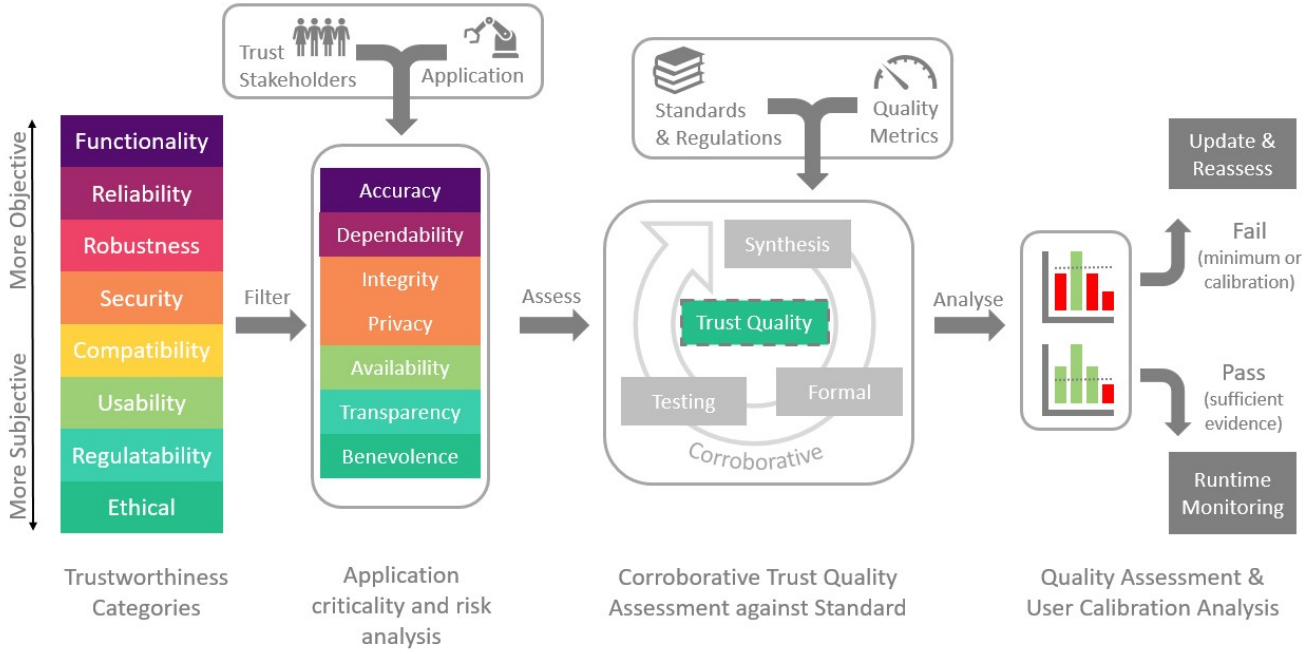 Trust
Stakeholders
Application
Standards
& Regulations
Quality
Metrics
More Objective
More Subjective
Functionality
Reliability
Robustness
Security
Compatibility
Usability
Regulatability
Ethical
Filter
Accuracy
Dependability
Integrity
Privacy
Availability
Transparency
Benevolence
Assess
Synthesis
Trust Quality
Testing
Formal
Corroborative
Analyse
Update &
Reassess
Fail
(minimum or
calibration)
Pass
(sufficient
evidence)
Runtime
Monitoring
Trustworthiness
Categories
Application
criticality and risk
analysis
Corroborative Trust Quality
Assessment against Standard
Quality Assessment &
User Calibration Analysis